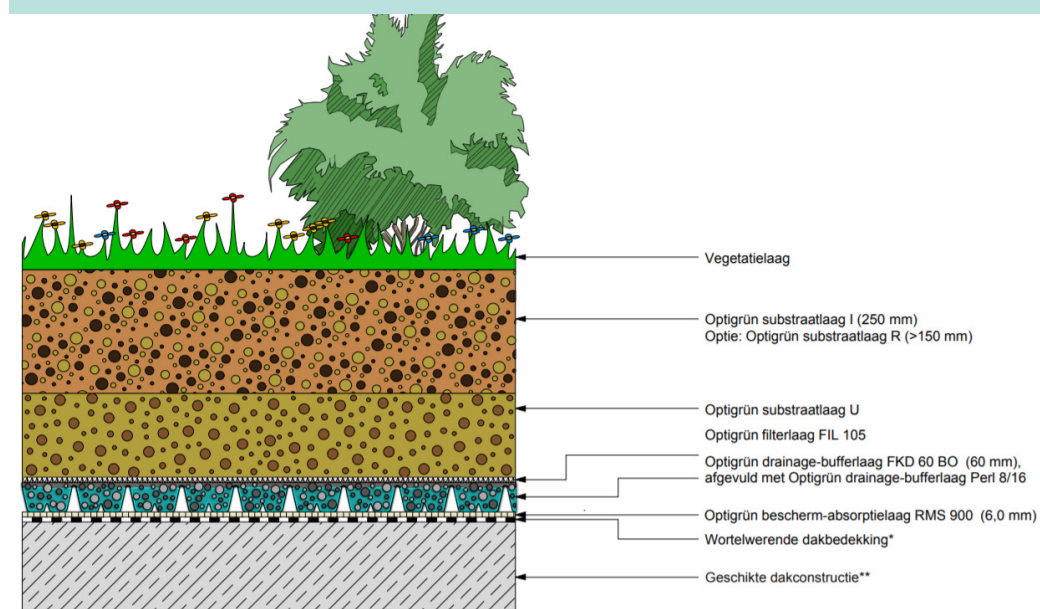 Vegetatielaag
Optigrün substraatlaag I (250 mm)
Optie: Optigrün substraatlaag R (>150 mm)
Optigrün substraatlaag U
Optigrün filterlaag FIL 105
Optigrün drainage-bufferlaag FKD 60 BO (60 mm),
afgevuld met Optigrün drainage-bufferlaag Perl 8/16
Optigrün bescherm-absorptielaag RMS 900 (6,0 mm)
Wortelwerende dakbedekking*
Geschikte dakconstructie**